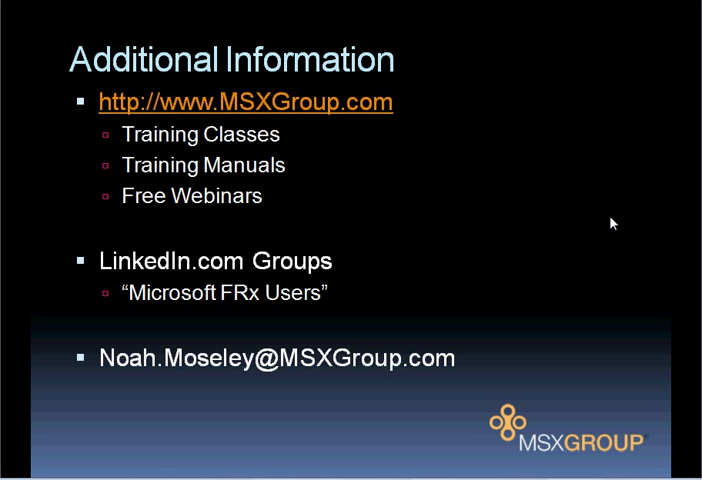 Additional Information
http://www.MSXGroup.com
Training Classes
Training Manuals
Free Webinars
LinkedIn.com Groups
“Microsoft FRx Users”
Noah.Moseley@MSXGroup.com
MSXGROUP